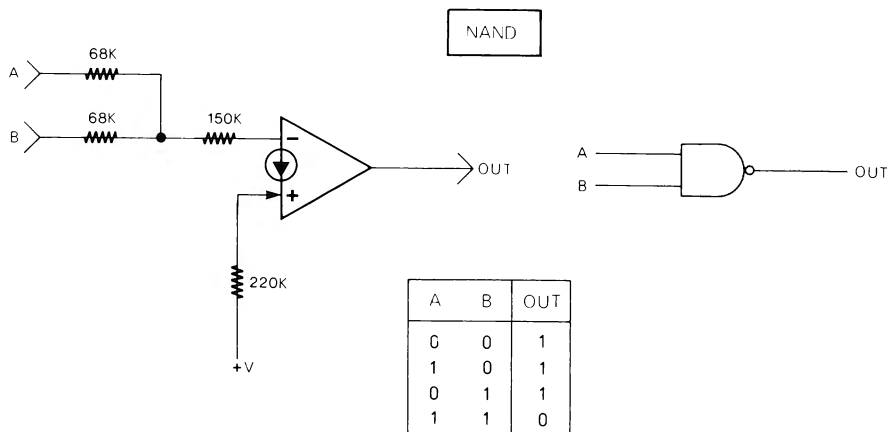 NAND
68K
A
68K
B
150K
−
+
OUT
220K
+V
A
B
OUT
A B OUT
0 0 1
1 0 1
0 1 1
1 1 0